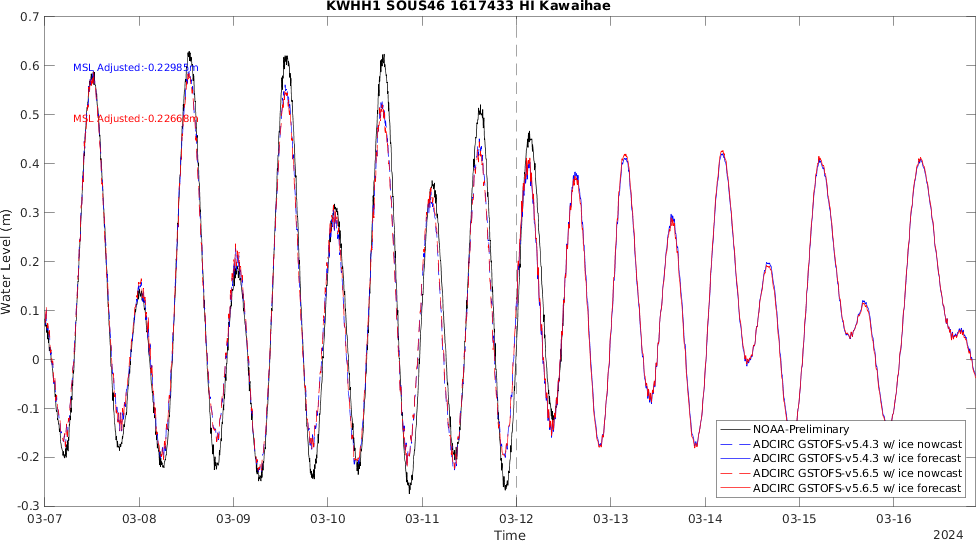 KWHH1 SOUS46 1617433 HI Kawaihae
0.7
0.6
0.5
0.4
0.3
0.2
0.1
0
-0.1
-0.2
-0.3
Water Level (m)
MSL Adjusted:-0.22985m
MSL Adjusted:-0.22668m
NOAA-Preliminary
ADCIRC GSTOFS-v5.4.3 w/ ice nowcast
ADCIRC GSTOFS-v5.4.3 w/ ice forecast
ADCIRC GSTOFS-v5.6.5 w/ ice nowcast
ADCIRC GSTOFS-v5.6.5 w/ ice forecast
03-07 03-08 03-09 03-10 03-11 03-12 03-13 03-14 03-15 03-16
Time
2024